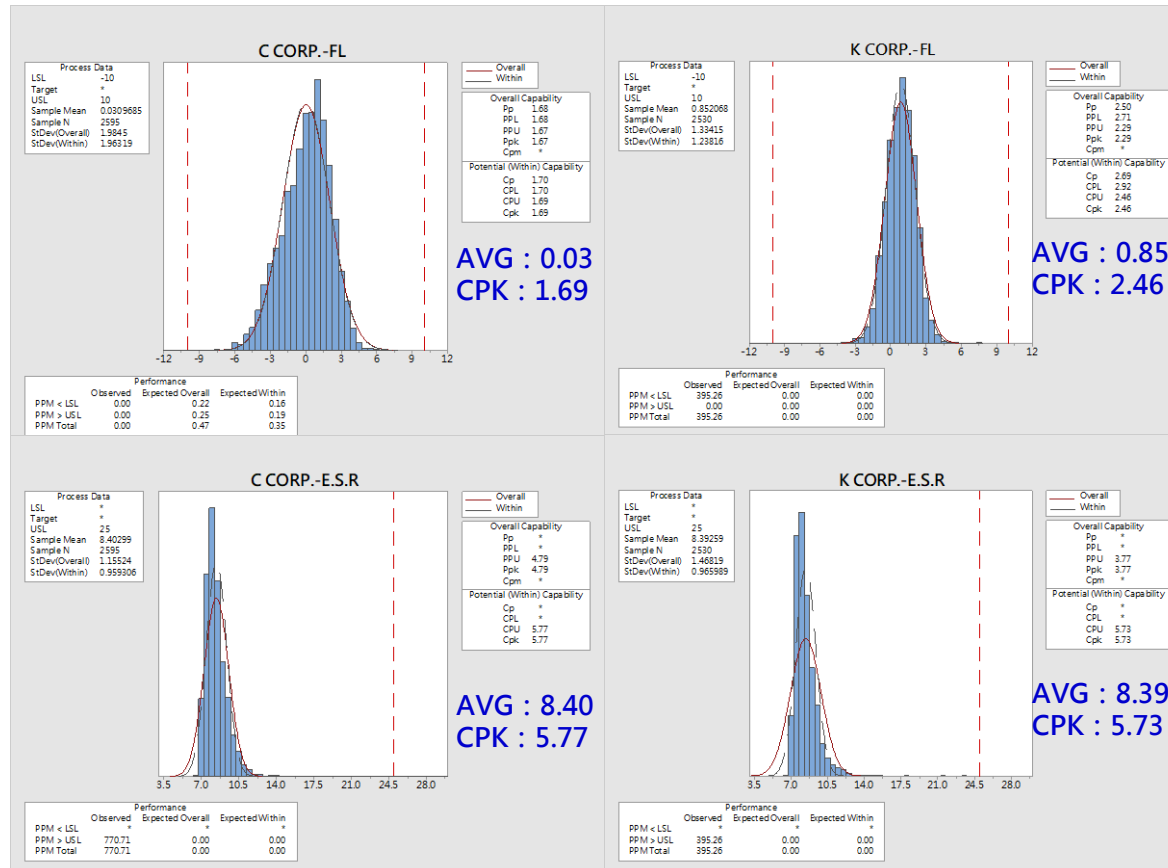 C CORP.-FL
Process Data
LSL -10
Target *
USL 10
Sample Mean 0.0309685
Sample N 2595
StDev(Overall) 1.9845
StDev(Within) 1.96319
Overall
Within
Overall Capability
Pp 1.68
PPL 1.68
PPU 1.67
Ppk 1.67
Cpm *
Potential (Within) Capability
Cp 1.70
CPL 1.70
CPU 1.69
Cpk 1.69
AVG : 0.03
CPK : 1.69
-12 -9 -6 -3 0 3 6 9 12
Performance
Observed Expected Overall Expected Within
PPM < LSL 0.00 0.22 0.16
PPM > USL 0.00 0.25 0.19
PPM Total 0.00 0.47 0.35
K CORP.-FL
Process Data
LSL -10
Target *
USL 10
Sample Mean 0.852068
Sample N 2530
StDev(Overall) 1.33415
StDev(Within) 1.23816
Overall
Within
Overall Capability
Pp 2.50
PPL 2.71
PPU 2.29
Ppk 2.29
Cpm *
Potential (Within) Capability
Cp 2.69
CPL 2.92
CPU 2.46
Cpk 2.46
AVG : 0.85
CPK : 2.46
-12 -9 -6 -3 0 3 6 9 12
Performance
Observed Expected Overall Expected Within
PPM < LSL 395.26 0.00 0.00
PPM > USL 0.00 0.00 0.00
PPM Total 395.26 0.00 0.00
C CORP.-E.S.R
Process Data
LSL *
Target *
USL 25
Sample Mean 8.40299
Sample N 2595
StDev(Overall) 1.15524
StDev(Within) 0.959306
Overall
Within
Overall Capability
Pp *
PPL *
PPU 4.79
Ppk 4.79
Cpm *
Potential (Within) Capability
Cp *
CPL *
CPU 5.77
Cpk 5.77
AVG : 8.40
CPK : 5.77
3.5 7.0 10.5 14.0 17.5 21.0 24.5 28.0
Performance
Observed Expected Overall Expected Within
PPM < LSL * * *
PPM > USL 770.71 0.00 0.00
PPM Total 770.71 0.00 0.00
K CORP.-E.S.R
Process Data
LSL *
Target *
USL 25
Sample Mean 8.39259
Sample N 2530
StDev(Overall) 1.46819
StDev(Within) 0.965989
Overall
Within
Overall Capability
Pp *
PPL *
PPU 3.77
Ppk 3.77
Cpm *
Potential (Within) Capability
Cp *
CPL *
CPU 5.73
Cpk 5.73
AVG : 8.39
CPK : 5.73
3.5 7.0 10.5 14.0 17.5 21.0 24.5 28.0
Performance
Observed Expected Overall Expected Within
PPM < LSL * * *
PPM > USL 395.26 0.00 0.00
PPM Total 395.26 0.00 0.00